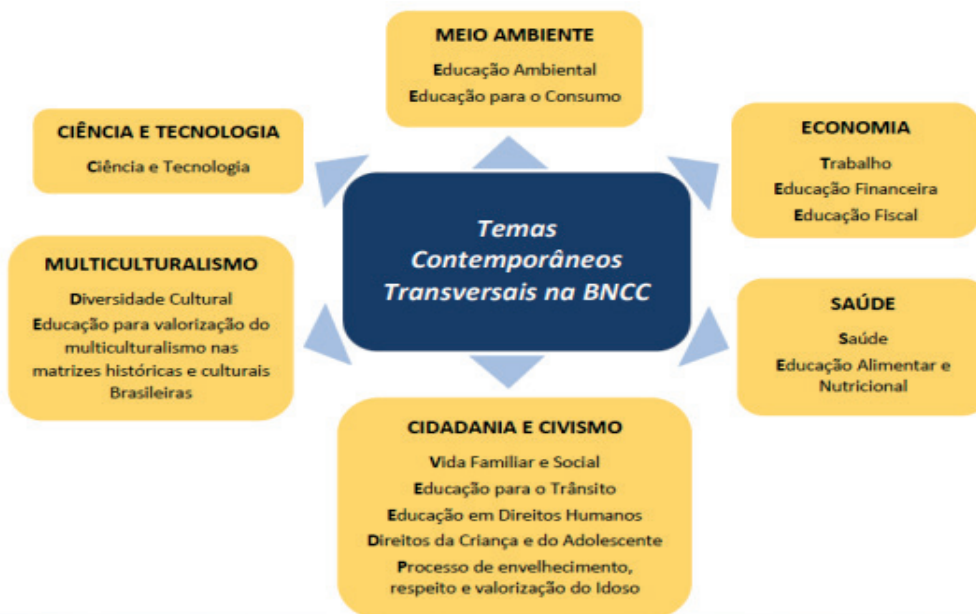 MEIO AMBIENTE
Educação Ambiental
Educação para o Consumo
CIÊNCIA E TECNOLOGIA
Ciência e Tecnologia
ECONOMIA
Trabalho
Educação Financeira
Educação Fiscal
Temas
Contemporâneos
Transversais na BNCC
MULTICULTURALISMO
Diversidade Cultural
Educação para valorização do
multiculturalismo nas
matrizes históricas e culturais
Brasileiras
SAÚDE
Saúde
Educação Alimentar e
Nutricional
CIDADANIA E CIVISMO
Vida Familiar e Social
Educação para o Trânsito
Educação em Direitos Humanos
Direitos da Criança e do Adolescente
Processo de envelhecimento,
respeito e valorização do Idoso